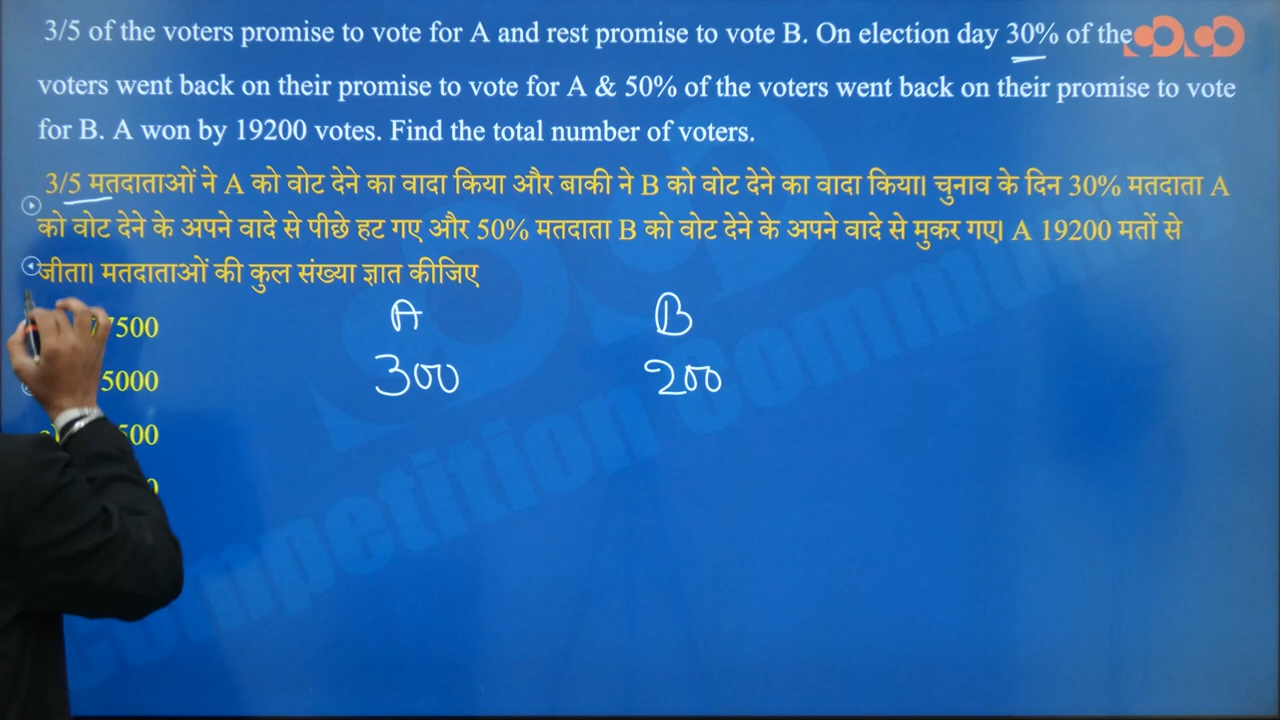 3/5 of the voters promise to vote for A and rest promise to vote B. On election day 30% of the
voters went back on their promise to vote for A & 50% of the voters went back on their promise to vote
for B. A won by 19200 votes. Find the total number of voters.
3/5 मतदाताओं ने A को वोट देने का वादा किया और बाकी ने B को वोट देने का वादा किया। चुनाव के दिन 30% मतदाता A
को वोट देने के अपने वादे से पीछे हट गए और 50% मतदाता B को वोट देने के अपने वादे से मुकर गए। A 19200 मतों से
जीता। मतदाताओं की कुल संख्या ज्ञात कीजिए
A B
300 200
competition community